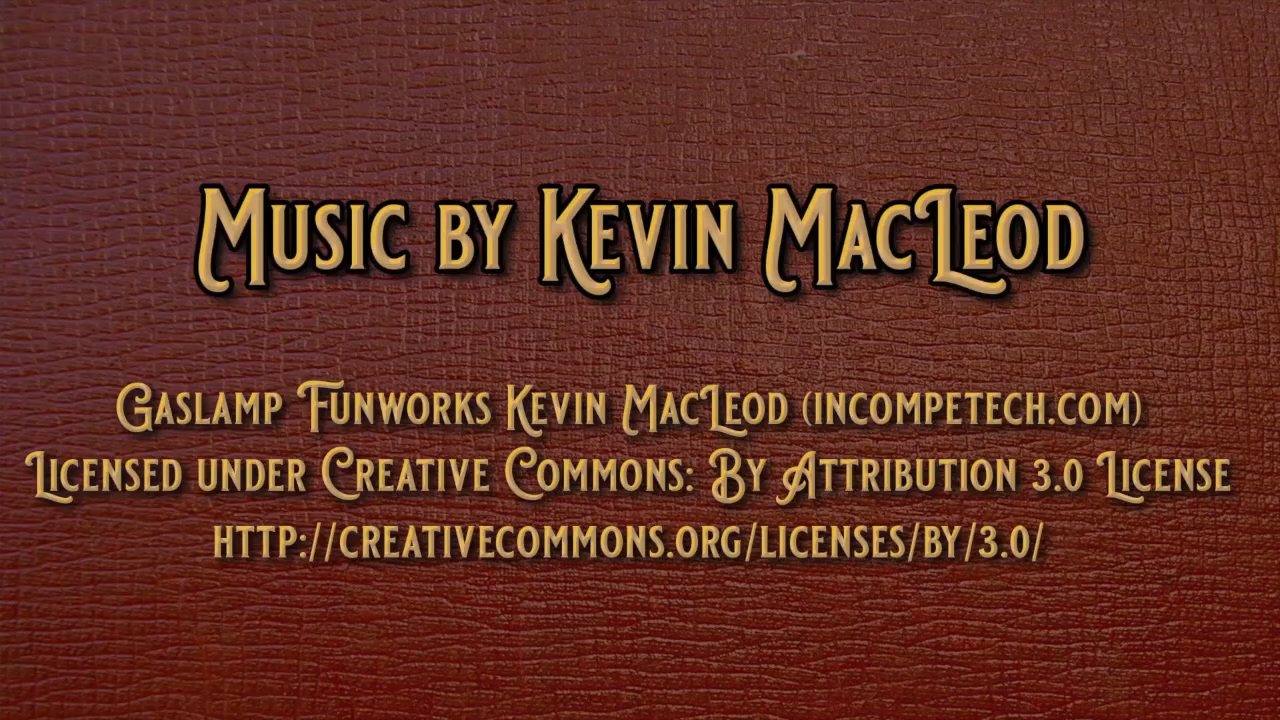 Music by Kevin MacLeod
Gaslamp Funworks Kevin MacLeod (incompetech.com)
Licensed under Creative Commons: By Attribution 3.0 License
http://creativecommons.org/licenses/by/3.0/